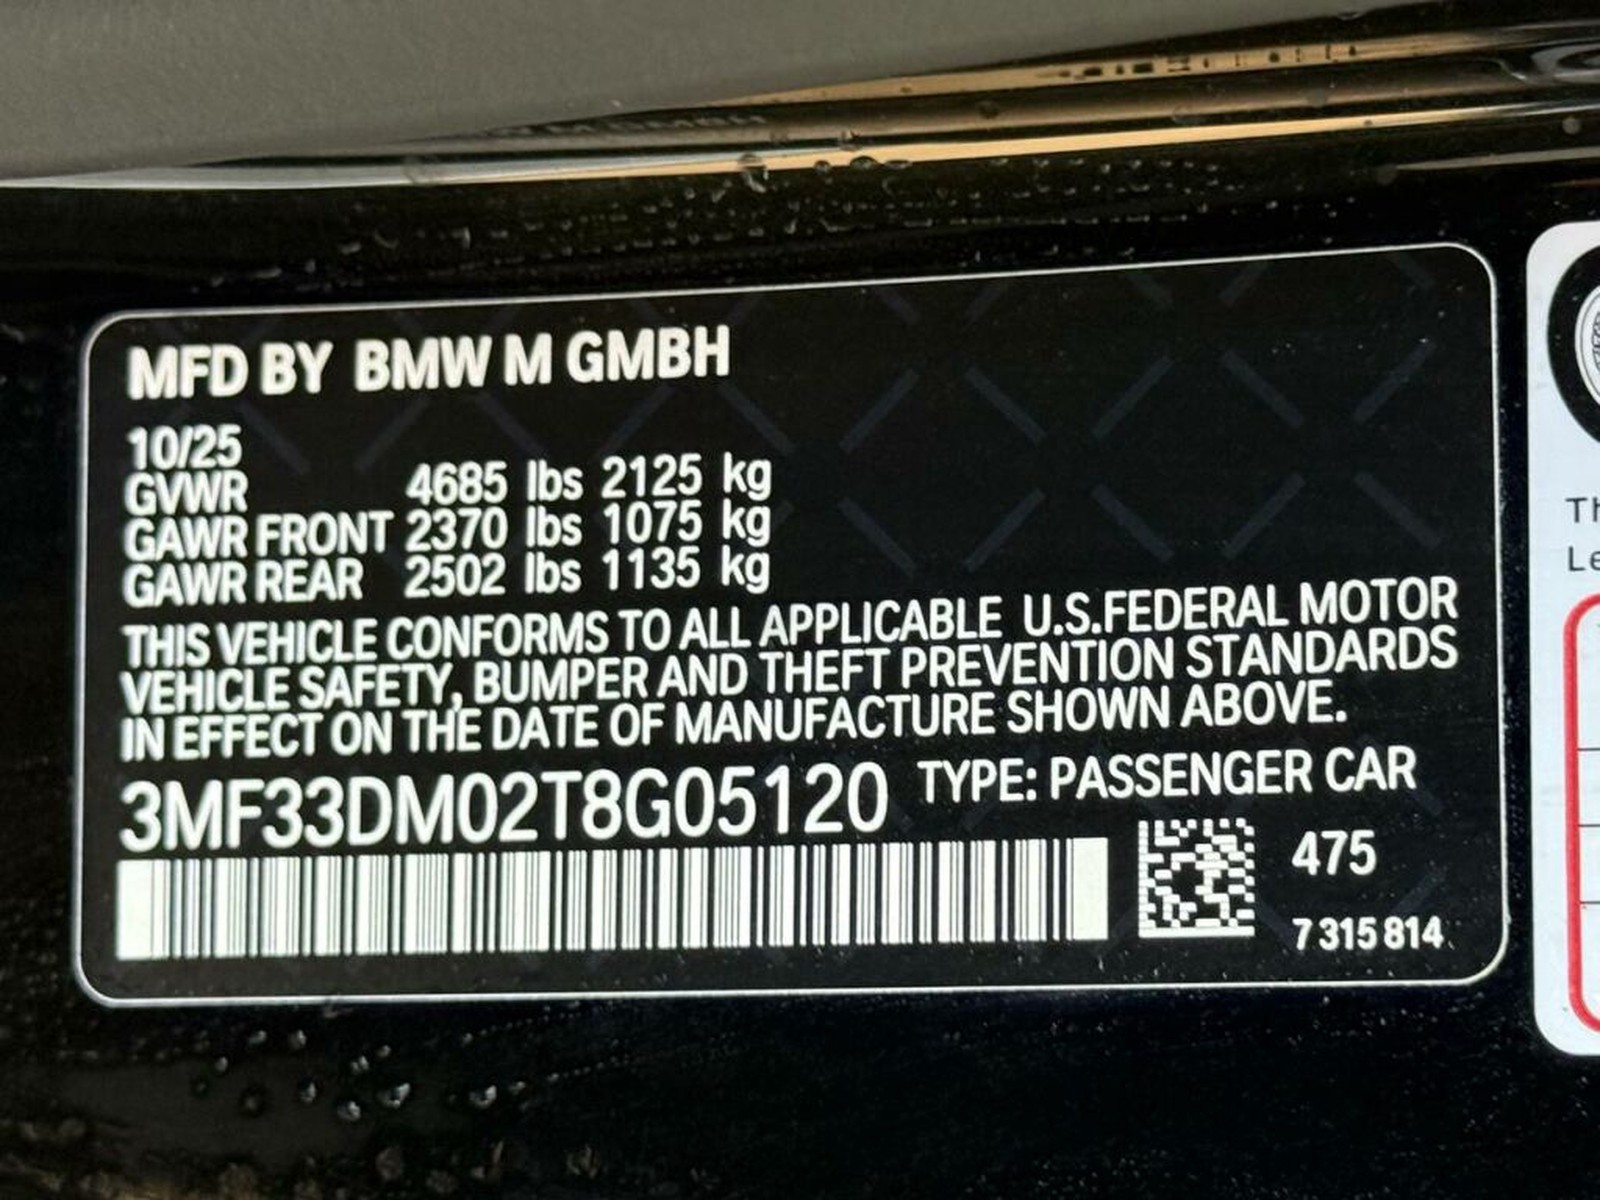 MFD BY BMW M GMBH
10/25
GVWR 4685 lbs 2125 kg
GAWR FRONT 2370 lbs 1075 kg
GAWR REAR 2502 lbs 1135 kg
THIS VEHICLE CONFORMS TO ALL APPLICABLE U.S.FEDERAL MOTOR
VEHICLE SAFETY, BUMPER AND THEFT PREVENTION STANDARDS
IN EFFECT ON THE DATE OF MANUFACTURE SHOWN ABOVE.
3MF33DM02T8G05120 TYPE: PASSENGER CAR
475
7 315 814
Th
Le